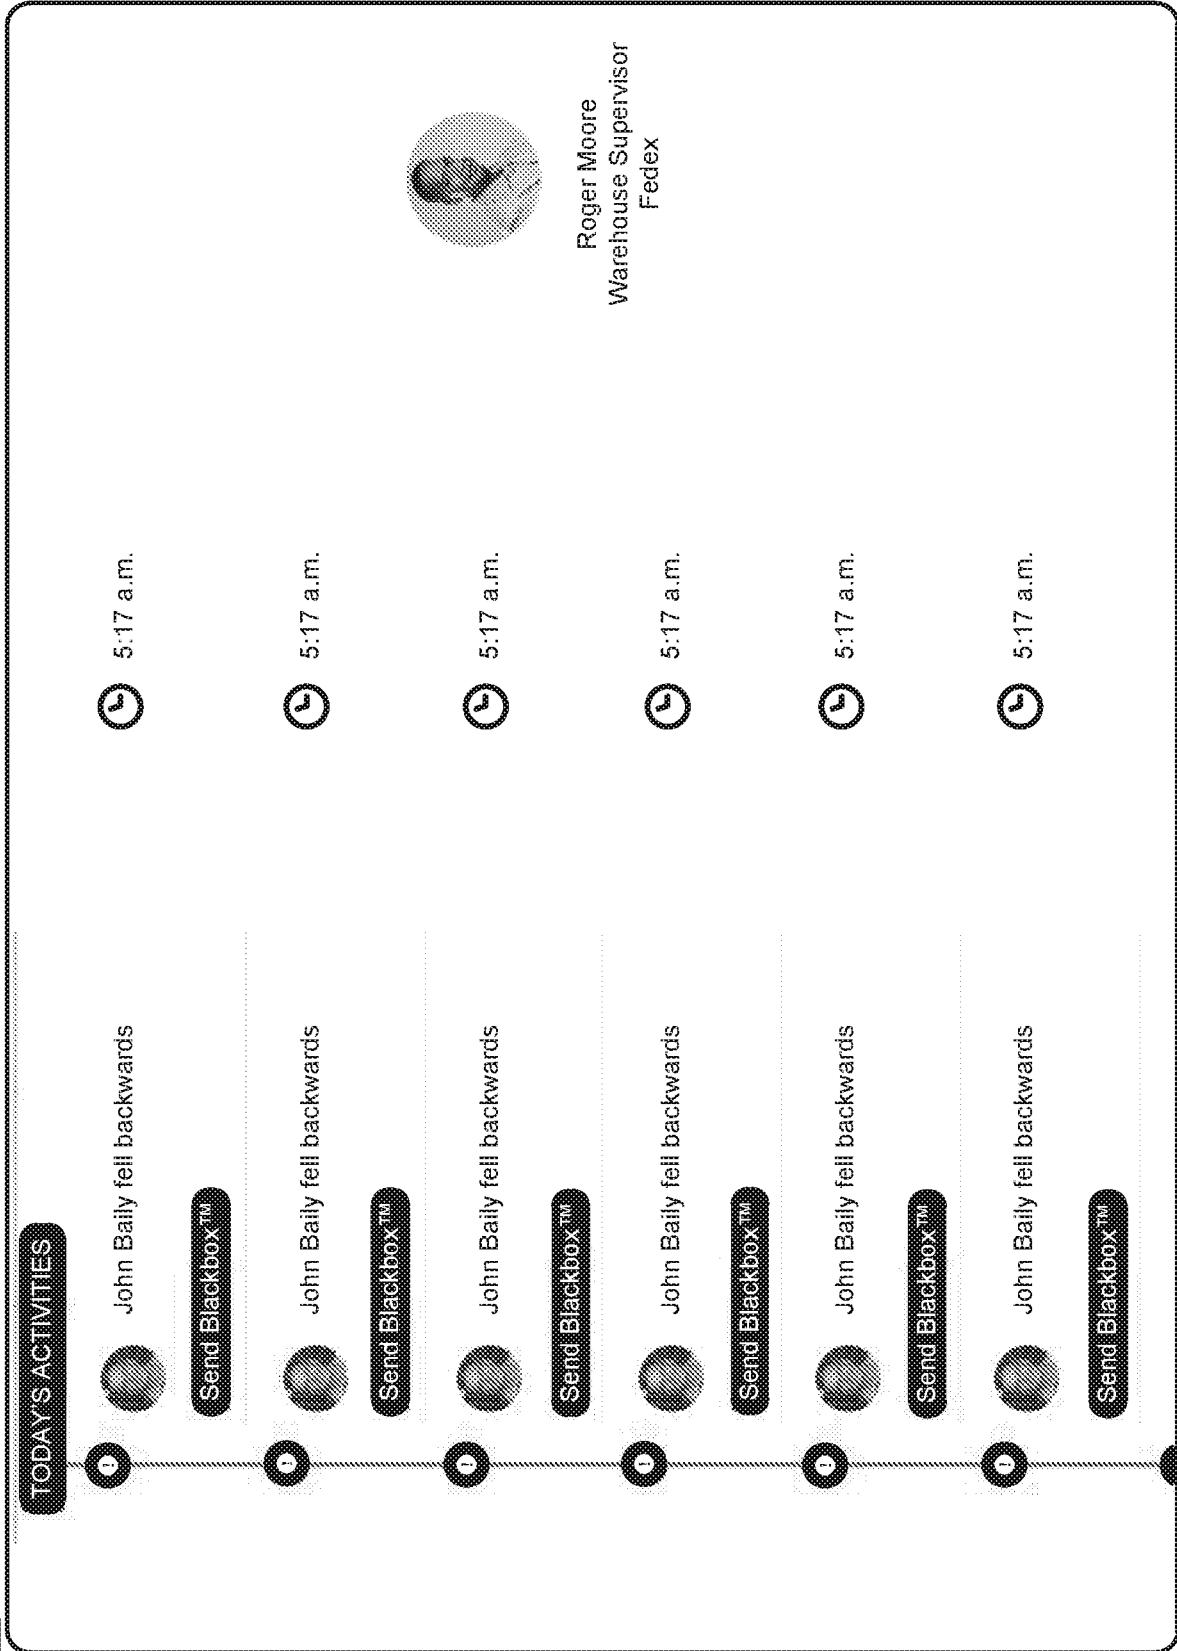 TODAY'S ACTIVITIES
John Baily fell backwards
5:17 a.m.
Send Blackbox™
John Baily fell backwards
5:17 a.m.
Send Blackbox™
John Baily fell backwards
5:17 a.m.
Send Blackbox™
John Baily fell backwards
5:17 a.m.
Send Blackbox™
John Baily fell backwards
5:17 a.m.
Send Blackbox™
John Baily fell backwards
5:17 a.m.
Send Blackbox™
Roger Moore
Warehouse Supervisor
Fedex